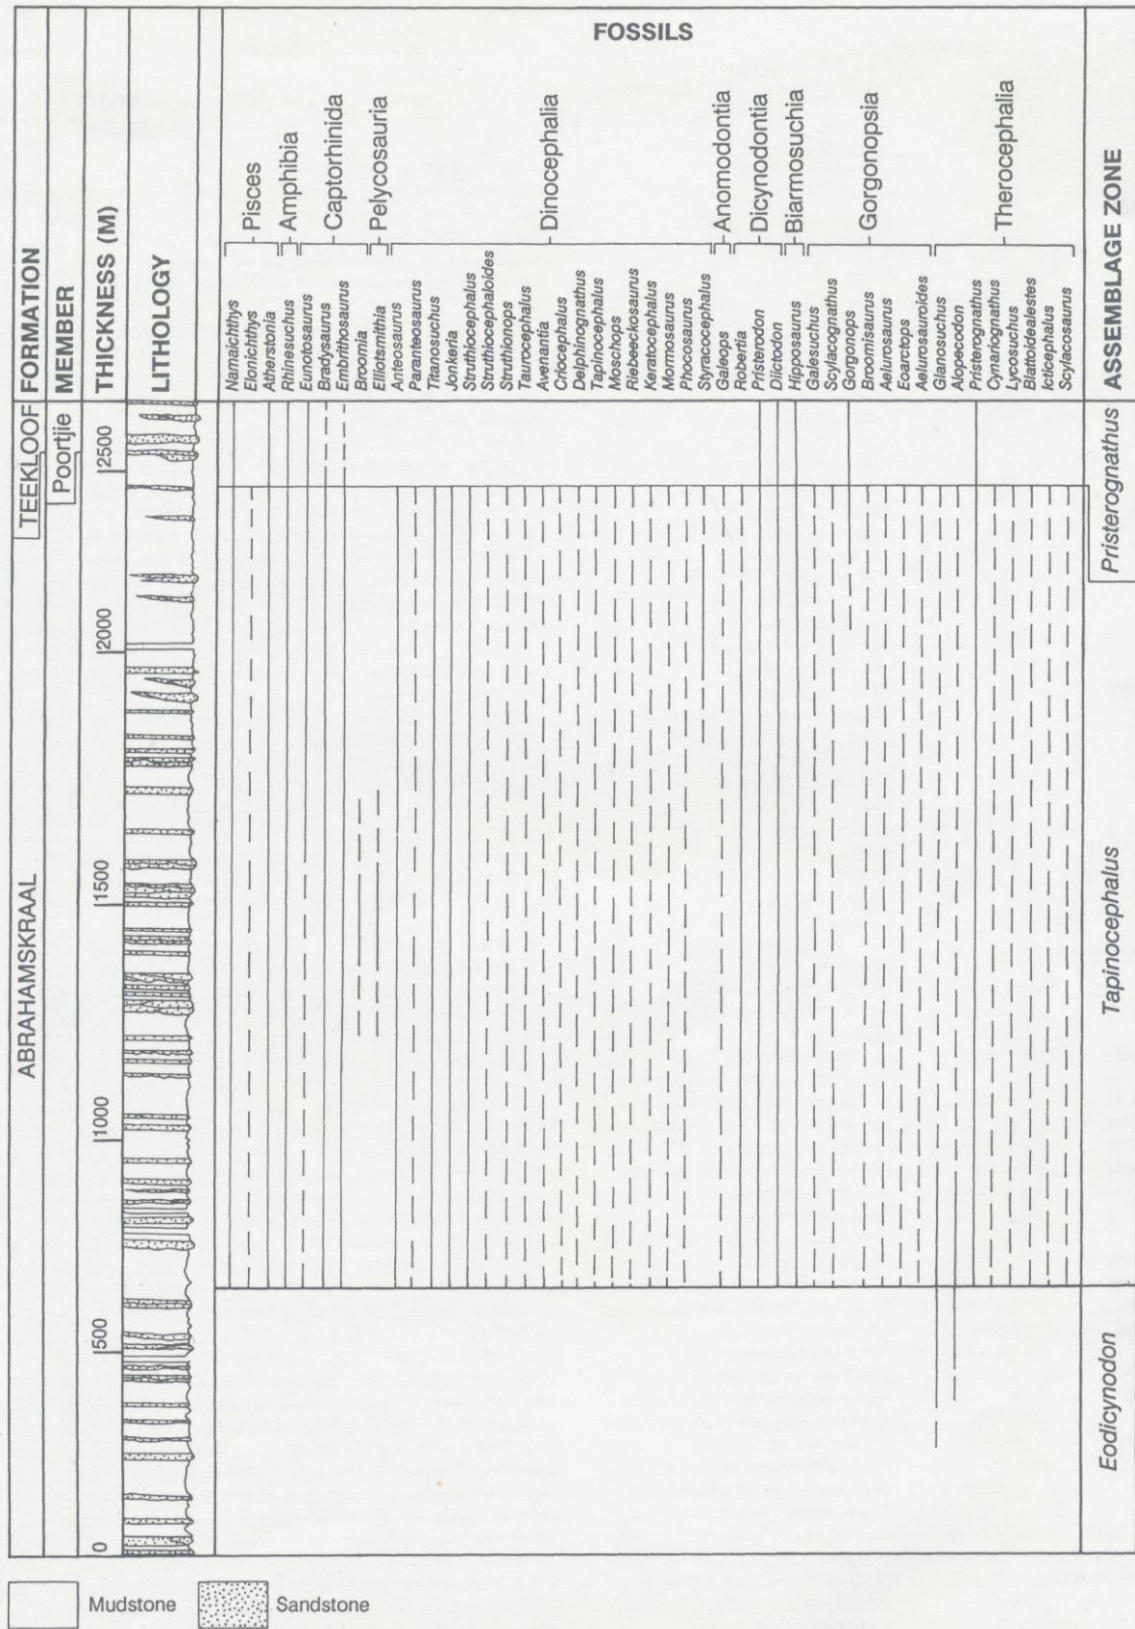 FOSSILS
FORMATION
TEEKLOOF
ABRAHAMSKRAAL
MEMBER
Poortjie
THICKNESS (M)
2500
2000
1500
1000
500
0
LITHOLOGY
Pisces
Amphibia
Captorhinida
Pelycosauria
Dinocephalia
Anomodontia
Dicynodontia
Biarmosuchia
Gorgonopsia
Therocephalia
Namaichthys
Elonichthys
Atherstonia
Rhinesuchus
Eunotosaurus
Bradysaurus
Embrithosaurus
Broomia
Elliotsmithia
Anteosaurus
Paranteosaurus
Titanosuchus
Jonkeria
Struthiocephalus
Struthiocephaloides
Struthionops
Taurocephalus
Avenantia
Criocephalus
Delphinognathus
Tapinocephalus
Moschops
Riebeeckosaurus
Keratocephalus
Mormosaurus
Phocosaurus
Styracocephalus
Galeops
Robertia
Pristerodon
Diictodon
Hipposaurus
Galesuchus
Scylacognathus
Gorgonops
Broomisaurus
Aelurosaurus
Eoarctops
Aelurosauroides
Glanosuchus
Alopecodon
Pristerognathus
Cynariognathus
Lycosuchus
Blattoidealestes
Icticephalus
Scylacosaurus
ASSEMBLAGE ZONE
Pristerognathus
Tapinocephalus
Eodicynodon
Mudstone
Sandstone